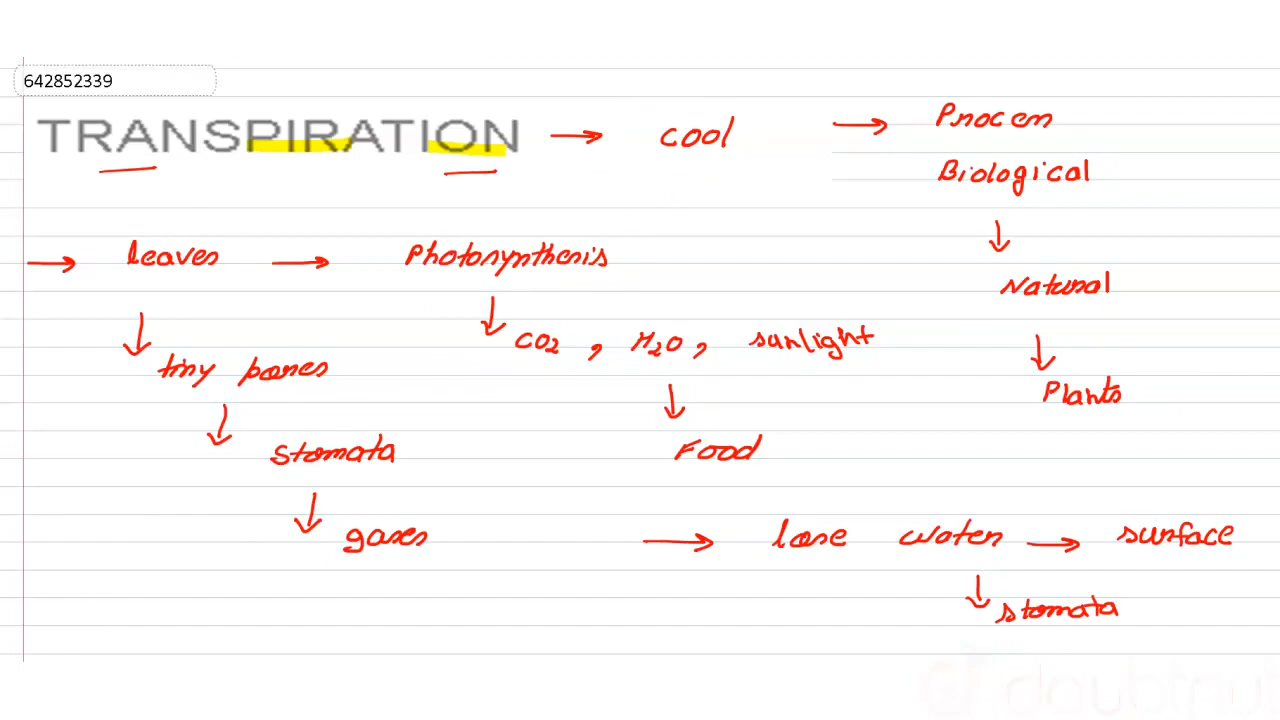 642852339
TRANSPIRATION → cool → Process
Biological
↓
Natural
→ leaves → Photosynthesis
↓ ↓ CO2, H2O, sunlight
tiny pores ↓ ↓ Plants
↓ stomata Food
↓ gases → lose water → surface
↓ stomata
doubtnut